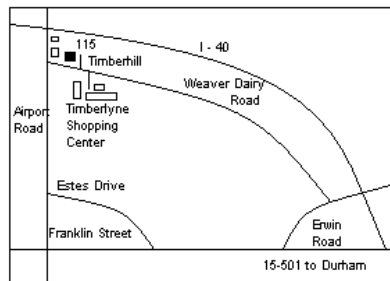 115
I - 40
Timberhill
Weaver Dairy
Road
Timberlyne
Shopping
Center
Airport
Road
Estes Drive
Franklin Street
Erwin
Road
15-501 to Durham